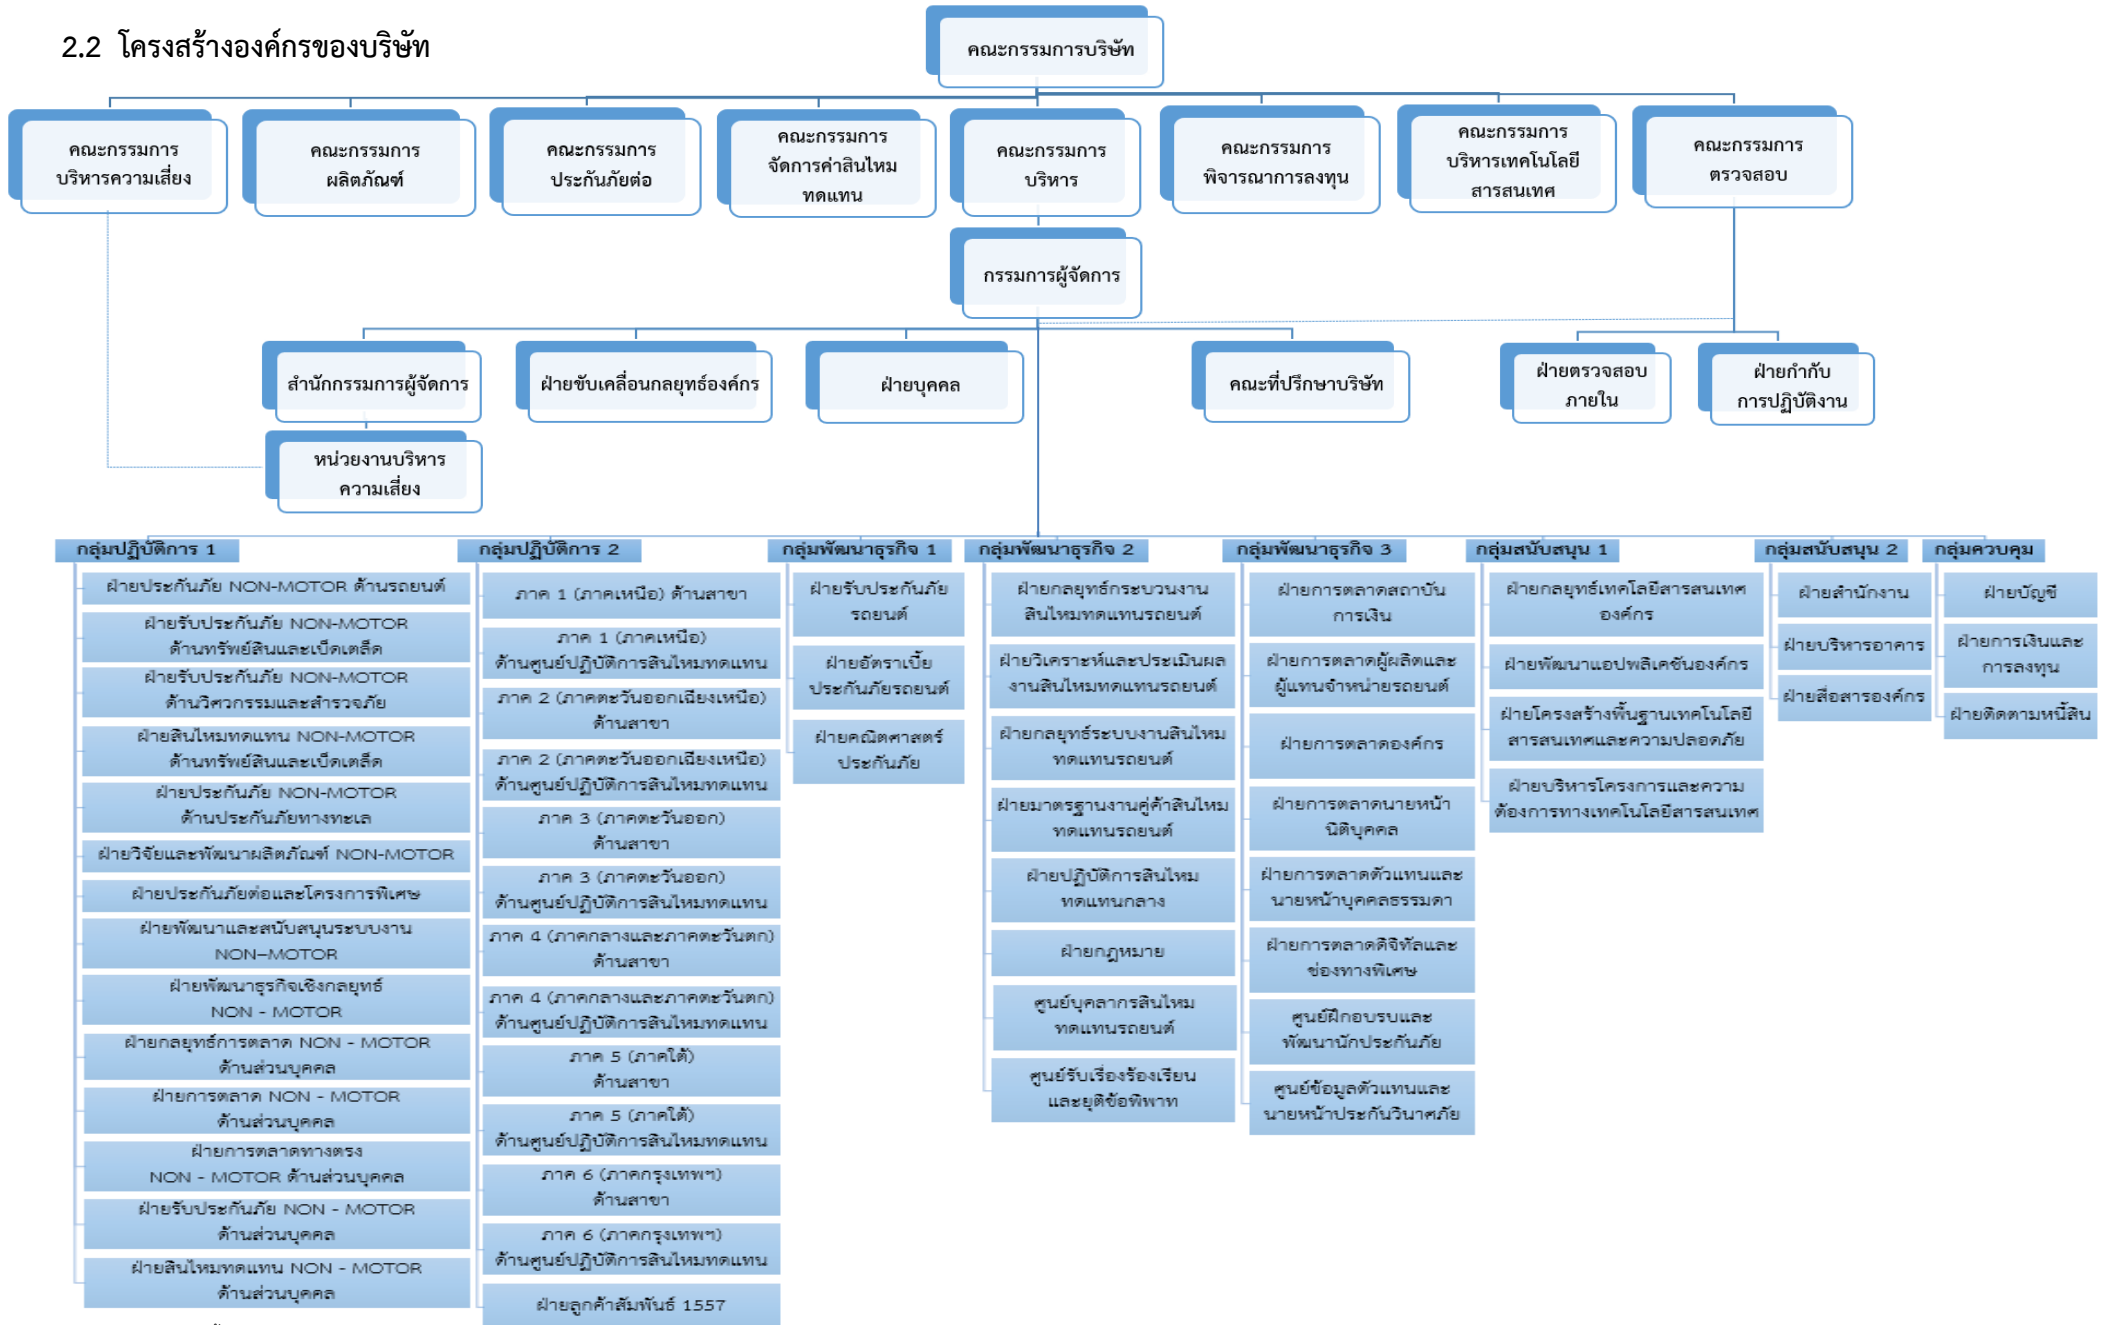 2.2 โครงสร้างองค์กรของบริษัท
คณะกรรมการบริษัท
คณะกรรมการ
บริหารความเสี่ยง
คณะกรรมการ
ผลิตภัณฑ์
คณะกรรมการ
ประกันภัยต่อ
คณะกรรมการ
จัดการค่าสินไหม
ทดแทน
คณะกรรมการ
บริหาร
คณะกรรมการ
พิจารณาการลงทุน
คณะกรรมการ
บริหารเทคโนโลยี
สารสนเทศ
คณะกรรมการ
ตรวจสอบ
กรรมการผู้จัดการ
สำนักกรรมการผู้จัดการ
ฝ่ายขับเคลื่อนกลยุทธ์องค์กร
ฝ่ายบุคคล
คณะที่ปรึกษาบริษัท
ฝ่ายตรวจสอบ
ภายใน
ฝ่ายกำกับ
การปฏิบัติงาน
หน่วยงานบริหาร
ความเสี่ยง
กลุ่มปฏิบัติการ 1
ฝ่ายประกันภัย NON-MOTOR ด้านรถยนต์
ฝ่ายรับประกันภัย NON-MOTOR
ด้านทรัพย์สินและเบ็ดเตล็ด
ฝ่ายรับประกันภัย NON-MOTOR
ด้านวิศวกรรมและสำรวจภัย
ฝ่ายสินไหมทดแทน NON-MOTOR
ด้านทรัพย์สินและเบ็ดเตล็ด
ฝ่ายประกันภัย NON-MOTOR
ด้านประกันภัยทางทะเล
ฝ่ายวิจัยและพัฒนาผลิตภัณฑ์ NON-MOTOR
ฝ่ายประกันภัยต่อและโครงการพิเศษ
ฝ่ายพัฒนาและสนับสนุนระบบงาน
NON–MOTOR
ฝ่ายพัฒนาธุรกิจเชิงกลยุทธ์
NON - MOTOR
ฝ่ายกลยุทธ์การตลาด NON - MOTOR
ด้านส่วนบุคคล
ฝ่ายการตลาด NON - MOTOR
ด้านส่วนบุคคล
ฝ่ายการตลาดทางตรง
NON - MOTOR ด้านส่วนบุคคล
ฝ่ายรับประกันภัย NON - MOTOR
ด้านส่วนบุคคล
ฝ่ายสินไหมทดแทน NON - MOTOR
ด้านส่วนบุคคล
กลุ่มปฏิบัติการ 2
ภาค 1 (ภาคเหนือ) ด้านสาขา
ภาค 1 (ภาคเหนือ)
ด้านศูนย์ปฏิบัติการสินไหมทดแทน
ภาค 2 (ภาคตะวันออกเฉียงเหนือ)
ด้านสาขา
ภาค 2 (ภาคตะวันออกเฉียงเหนือ)
ด้านศูนย์ปฏิบัติการสินไหมทดแทน
ภาค 3 (ภาคตะวันออก)
ด้านสาขา
ภาค 3 (ภาคตะวันออก)
ด้านศูนย์ปฏิบัติการสินไหมทดแทน
ภาค 4 (ภาคกลางและภาคตะวันตก)
ด้านสาขา
ภาค 4 (ภาคกลางและภาคตะวันตก)
ด้านศูนย์ปฏิบัติการสินไหมทดแทน
ภาค 5 (ภาคใต้)
ด้านสาขา
ภาค 5 (ภาคใต้)
ด้านศูนย์ปฏิบัติการสินไหมทดแทน
ภาค 6 (ภาคกรุงเทพฯ)
ด้านสาขา
ภาค 6 (ภาคกรุงเทพฯ)
ด้านศูนย์ปฏิบัติการสินไหมทดแทน
ฝ่ายลูกค้าสัมพันธ์ 1557
กลุ่มพัฒนาธุรกิจ 1
ฝ่ายรับประกันภัย
รถยนต์
ฝ่ายอัตราเบี้ย
ประกันภัยรถยนต์
ฝ่ายคณิตศาสตร์
ประกันภัย
กลุ่มพัฒนาธุรกิจ 2
ฝ่ายกลยุทธ์กระบวนงาน
สินไหมทดแทนรถยนต์
ฝ่ายวิเคราะห์และประเมินผล
งานสินไหมทดแทนรถยนต์
ฝ่ายกลยุทธ์ระบบงานสินไหม
ทดแทนรถยนต์
ฝ่ายมาตรฐานงานคู่ค้าสินไหม
ทดแทนรถยนต์
ฝ่ายปฏิบัติการสินไหม
ทดแทนกลาง
ฝ่ายกฎหมาย
ศูนย์บุคลากรสินไหม
ทดแทนรถยนต์
ศูนย์รับเรื่องร้องเรียน
และยุติข้อพิพาท
กลุ่มพัฒนาธุรกิจ 3
ฝ่ายการตลาดสถาบัน
การเงิน
ฝ่ายการตลาดผู้ผลิตและ
ผู้แทนจำหน่ายรถยนต์
ฝ่ายการตลาดองค์กร
ฝ่ายการตลาดนายหน้า
นิติบุคคล
ฝ่ายการตลาดตัวแทนและ
นายหน้าบุคคลธรรมดา
ฝ่ายการตลาดดิจิทัลและ
ช่องทางพิเศษ
ศูนย์ฝึกอบรบและ
พัฒนานักประกันภัย
ศูนย์ข้อมูลตัวแทนและ
นายหน้าประกันวินาศภัย
กลุ่มสนับสนุน 1
ฝ่ายกลยุทธ์เทคโลยีสารสนเทศ
องค์กร
ฝ่ายพัฒนาแอปพลิเคชันองค์กร
ฝ่ายโครงสร้างพื้นฐานเทคโนโลยี
สารสนเทศและความปลอดภัย
ฝ่ายบริหารโครงการและความ
ต้องการทางเทคโนโลยีสารสนเทศ
กลุ่มสนับสนุน 2
ฝ่ายสำนักงาน
ฝ่ายบริหารอาคาร
ฝ่ายสื่อสารองค์กร
กลุ่มควบคุม
ฝ่ายบัญชี
ฝ่ายการเงินและ
การลงทุน
ฝ่ายติดตามหนี้สิน